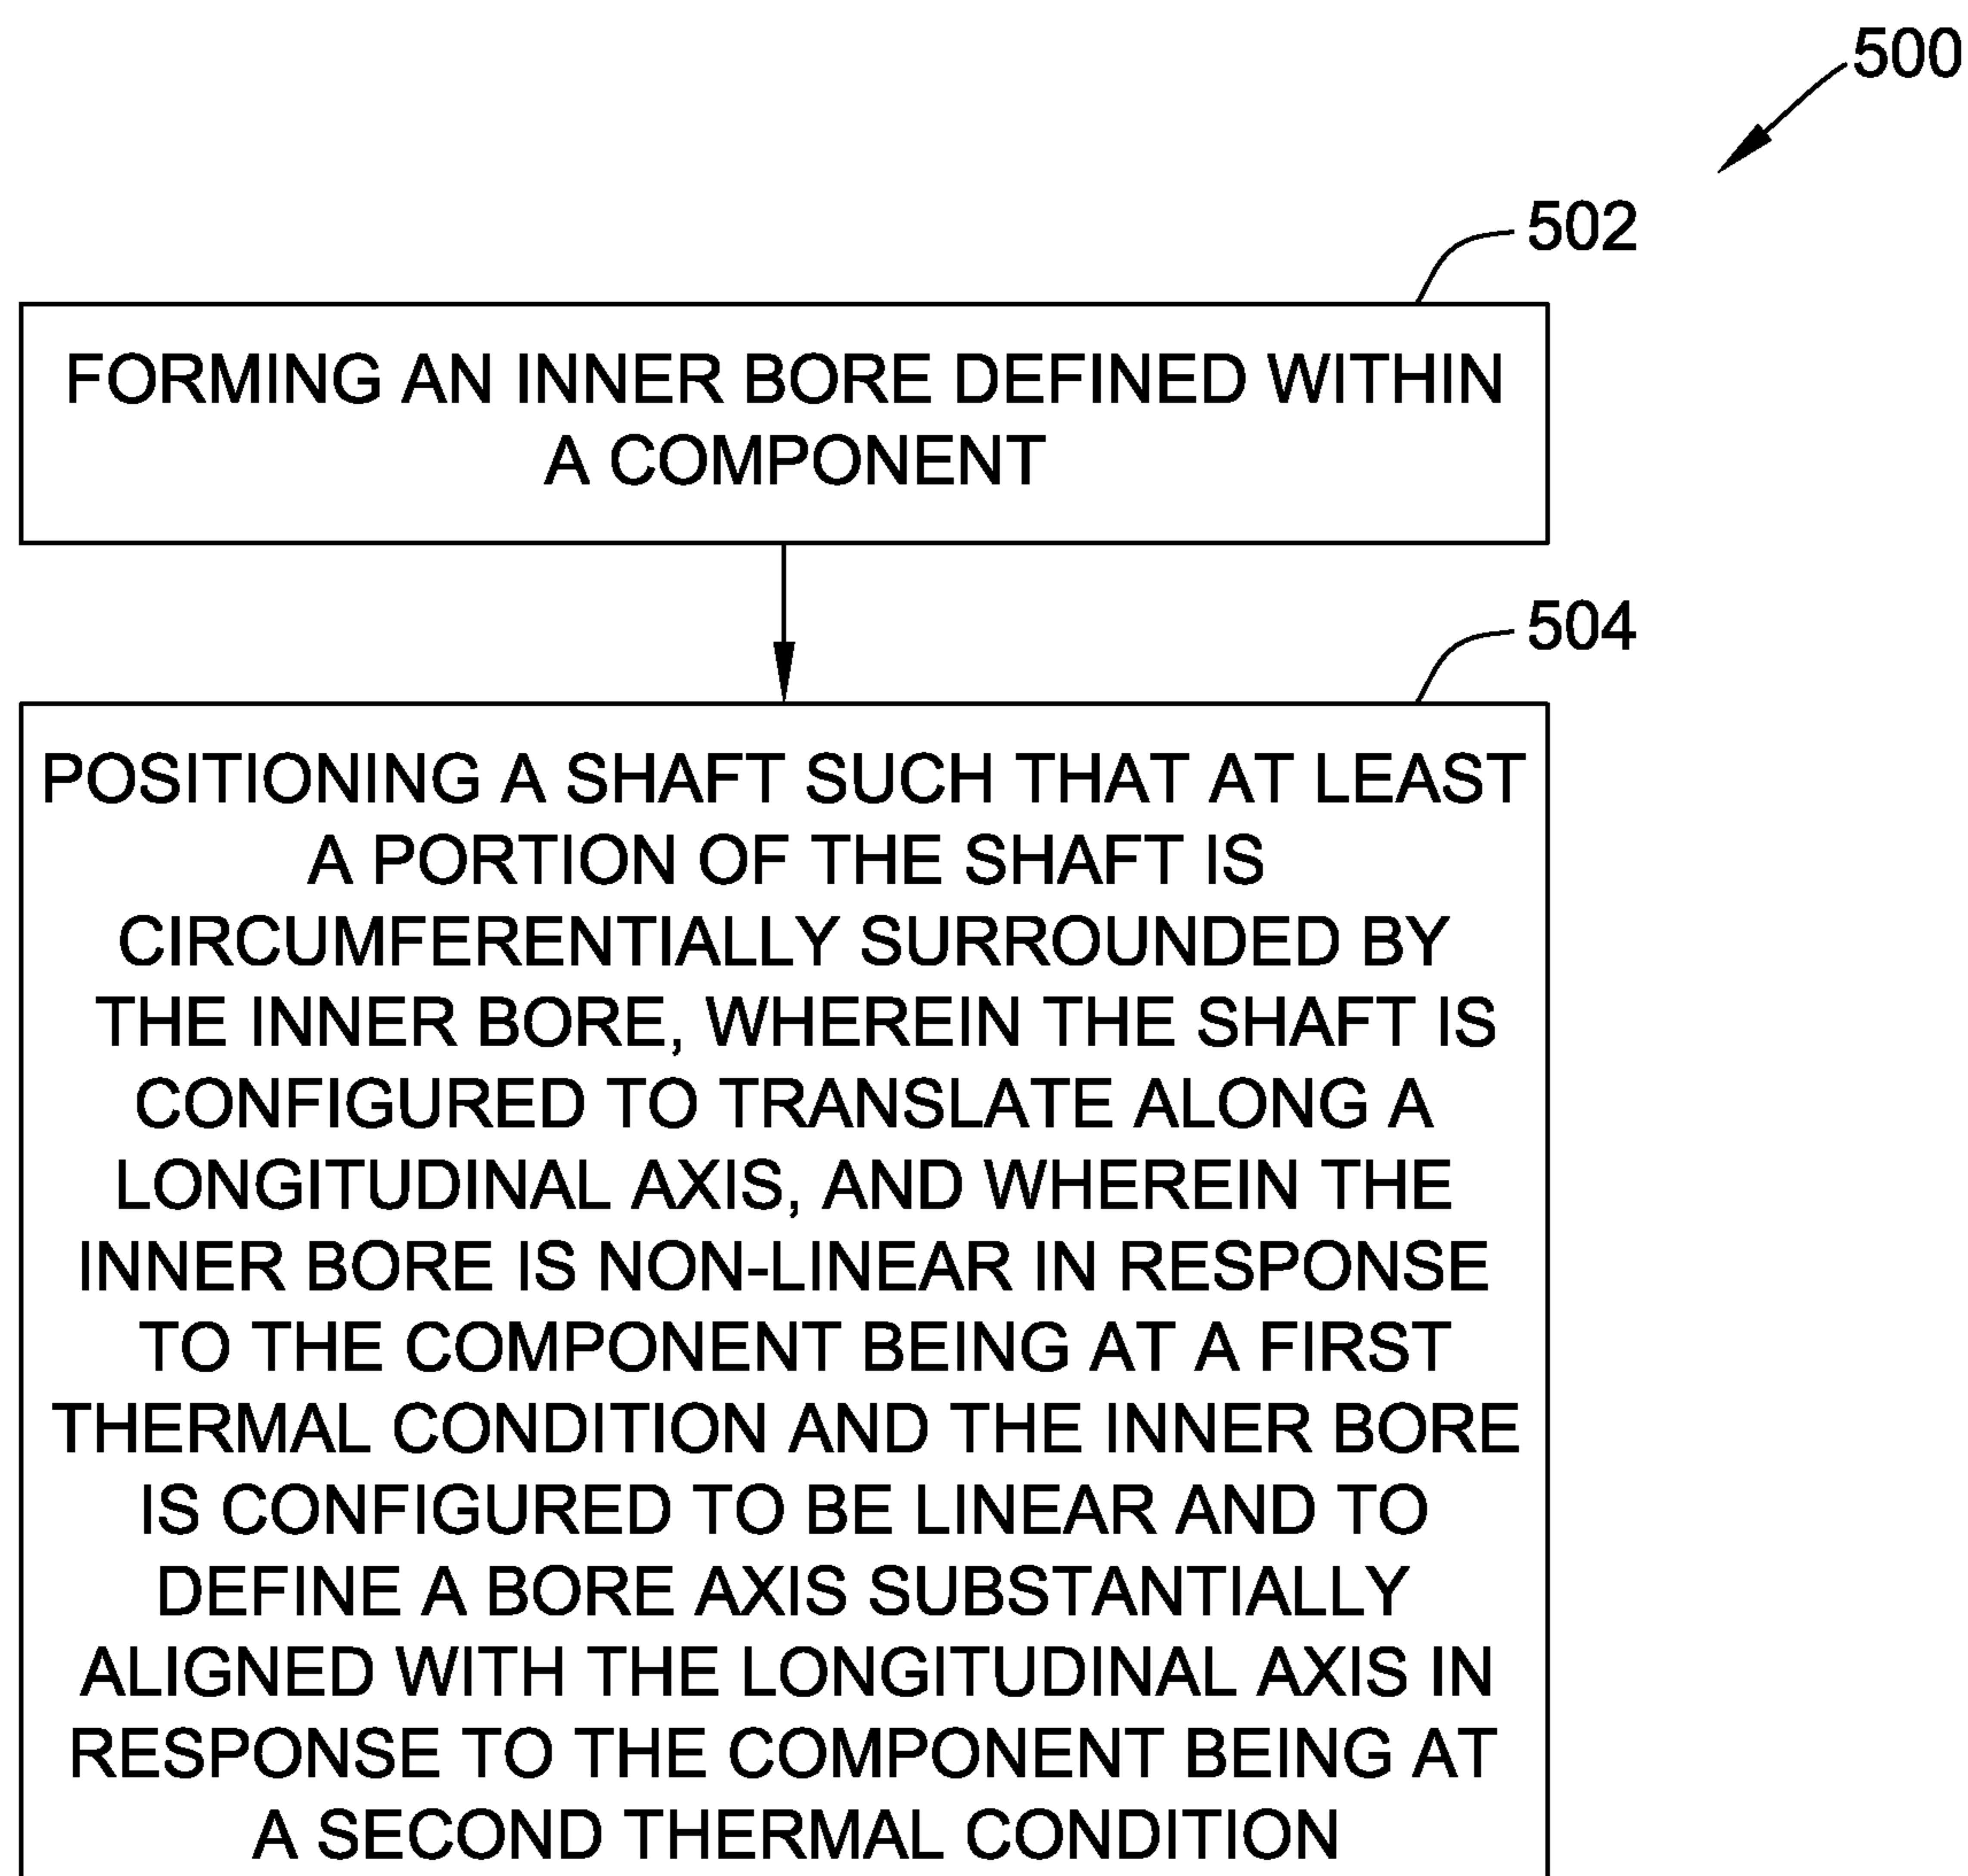 500
502
FORMING AN INNER BORE DEFINED WITHIN
A COMPONENT
504
POSITIONING A SHAFT SUCH THAT AT LEAST
A PORTION OF THE SHAFT IS
CIRCUMFERENTIALLY SURROUNDED BY
THE INNER BORE, WHEREIN THE SHAFT IS
CONFIGURED TO TRANSLATE ALONG A
LONGITUDINAL AXIS, AND WHEREIN THE
INNER BORE IS NON-LINEAR IN RESPONSE
TO THE COMPONENT BEING AT A FIRST
THERMAL CONDITION AND THE INNER BORE
IS CONFIGURED TO BE LINEAR AND TO
DEFINE A BORE AXIS SUBSTANTIALLY
ALIGNED WITH THE LONGITUDINAL AXIS IN
RESPONSE TO THE COMPONENT BEING AT
A SECOND THERMAL CONDITION